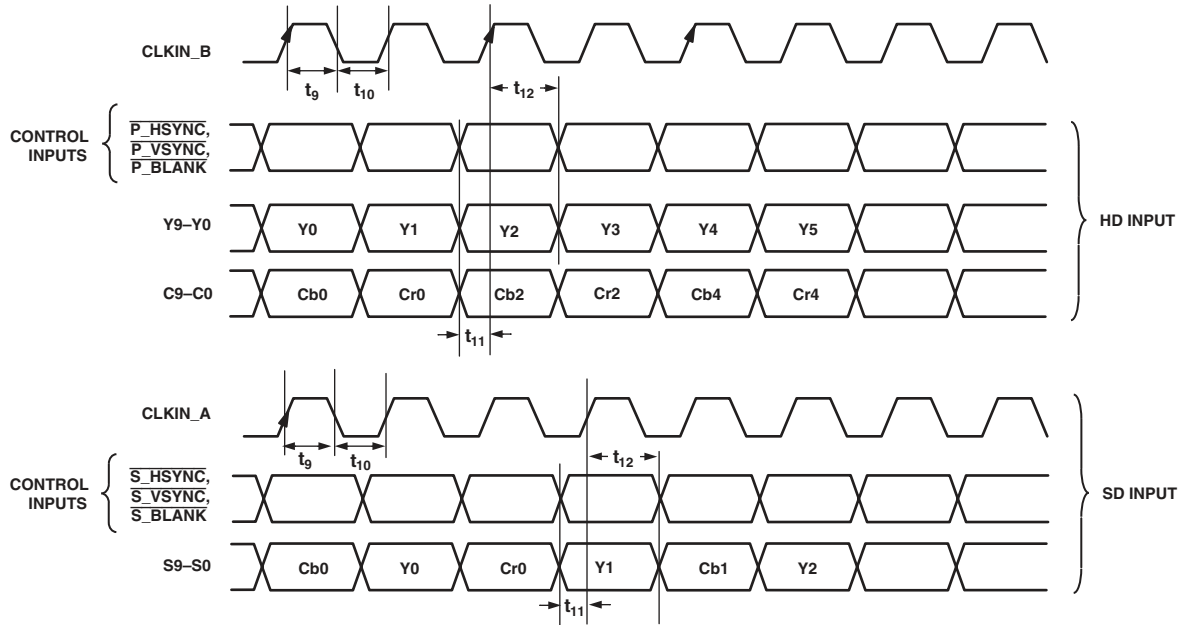 CLKIN_B
t9 t10 t12
CONTROL INPUTS
P_HSYNC,
P_VSYNC,
P_BLANK
Y9–Y0 Y0 Y1 Y2 Y3 Y4 Y5
HD INPUT
C9–C0 Cb0 Cr0 Cb2 Cr2 Cb4 Cr4
t11
CLKIN_A
t9 t10 t12
CONTROL INPUTS
S_HSYNC,
S_VSYNC,
S_BLANK
SD INPUT
S9–S0 Cb0 Y0 Cr0 Y1 Cb1 Y2
t11